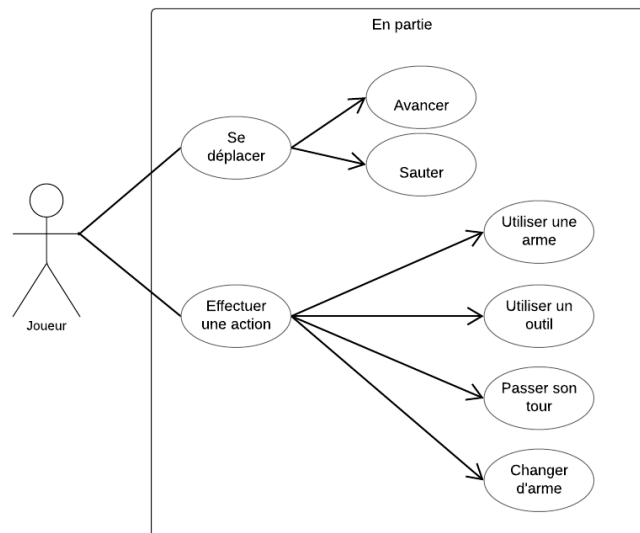 En partie
Se
déplacer
Avancer
Sauter
Joueur
Effectuer
une action
Utiliser une
arme
Utiliser un
outil
Passer son
tour
Changer
d'arme